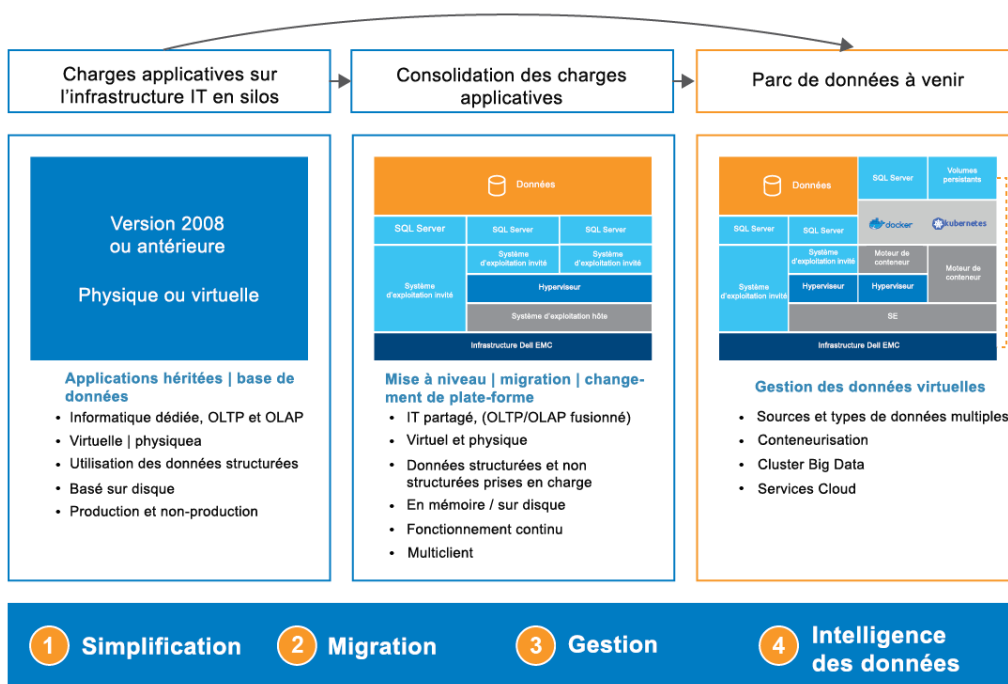 Charges applicatives sur
l'infrastructure IT en silos
Consolidation des charges
applicatives
Parc de données à venir
Version 2008
ou antérieure
Physique ou virtuelle
Applications héritées | base de
données
• Informatique dédiée, OLTP et OLAP
• Virtuelle | physiquea
• Utilisation des données structurées
• Basé sur disque
• Production et non-production
Données
SQL Server
SQL Server
SQL Server
Système
d'exploitation invité
Système
d'exploitation invité
Système
d'exploitation invité
Hyperviseur
Système d'exploitation hôte
Infrastructure Dell EMC
Mise à niveau | migration | change-
ment de plate-forme
• IT partagé, (OLTP/OLAP fusionné)
• Virtuel et physique
• Données structurées et non
structurées prises en charge
• En mémoire / sur disque
• Fonctionnement continu
• Multiclient
Données
SQL Server
Volumes
persistants
docker
kubernetes
SQL Server
SQL Server
Système
d'exploitation invité
Système
d'exploitation invité
Moteur de
conteneur
Moteur de
conteneur
Hyperviseur
Hyperviseur
SE
Infrastructure Dell EMC
Gestion des données virtuelles
• Sources et types de données multiples
• Conteneurisation
• Cluster Big Data
• Services Cloud
1 Simplification
2 Migration
3 Gestion
4 Intelligence
des données